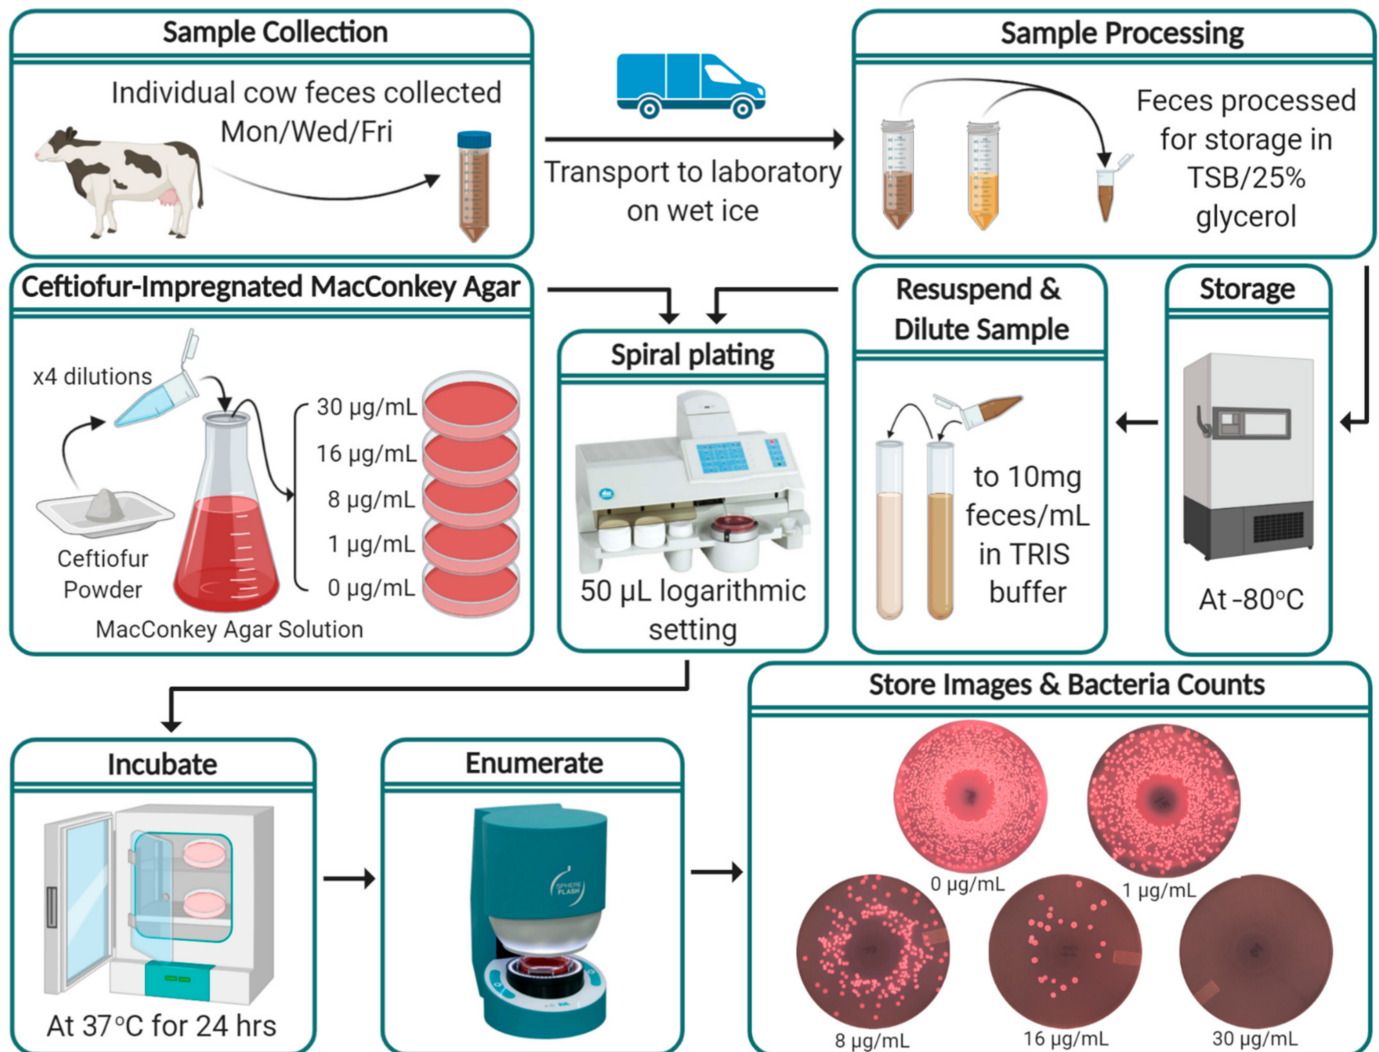 Sample Collection
Individual cow feces collected
Mon/Wed/Fri
Transport to laboratory
on wet ice
Sample Processing
Feces processed
for storage in
TSB/25%
glycerol
Ceftiofur-Impregnated MacConkey Agar
x4 dilutions
30 µg/mL
16 µg/mL
8 µg/mL
1 µg/mL
0 µg/mL
Ceftiofur
Powder
MacConkey Agar Solution
Spiral plating
50 µL logarithmic
setting
Resuspend &
Dilute Sample
to 10mg
feces/mL
in TRIS
buffer
Storage
At -80°C
Incubate
At 37°C for 24 hrs
Enumerate
SPHERE
FLASH
Store Images & Bacteria Counts
0 µg/mL
1 µg/mL
8 µg/mL
16 µg/mL
30 µg/mL